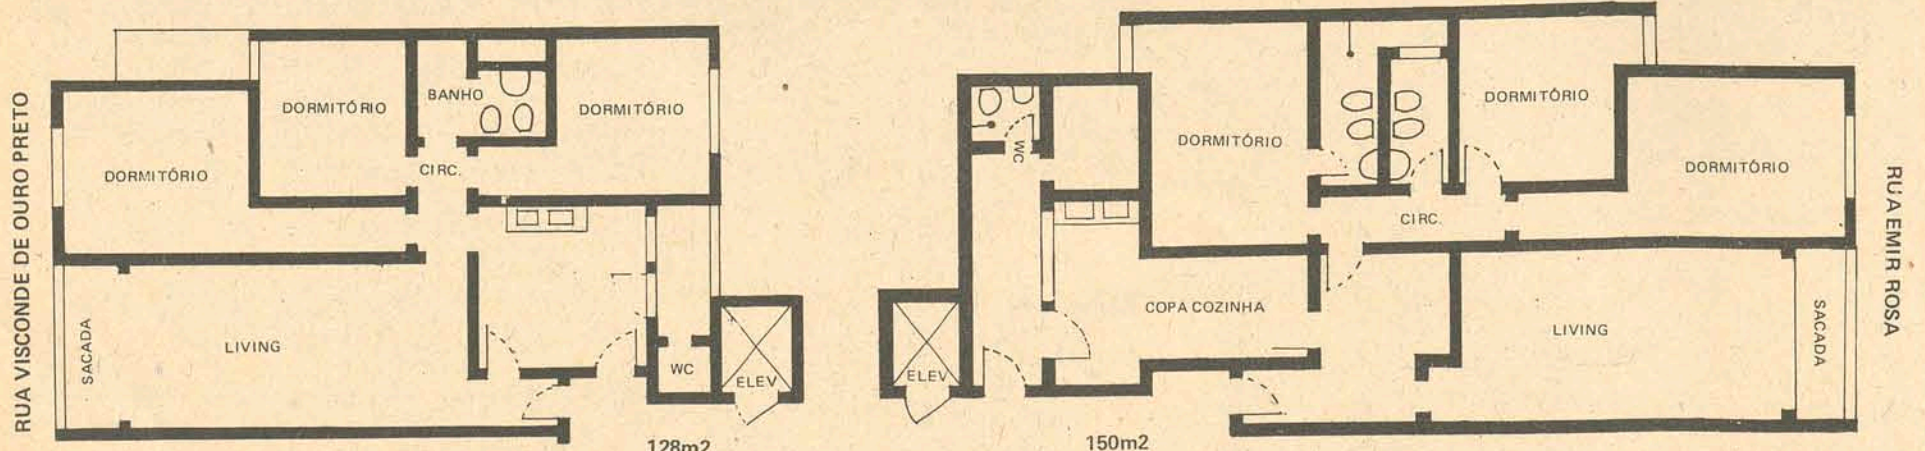 RUA VISCONDE DE OURO PRETO
DORMITÓRIO
DORMITÓRIO
BANHO
DORMITÓRIO
CIRC.
SACADA
LIVING
WC
ELEV
128m2
WC
DORMITÓRIO
DORMITÓRIO
DORMITÓRIO
CIRC.
COPA COZINHA
LIVING
SACADA
ELEV
150m2
RUA EMIR ROSA